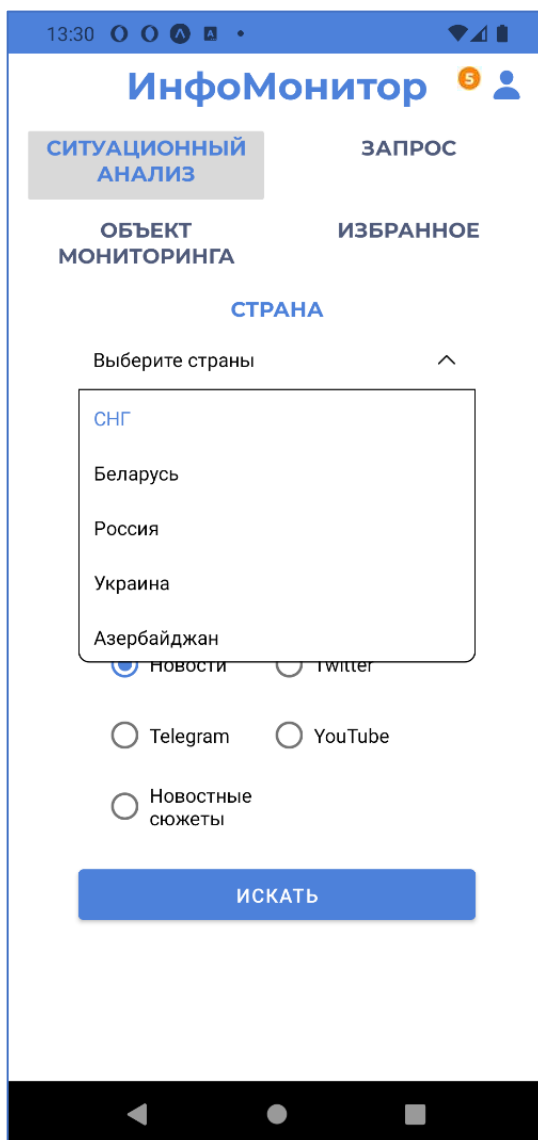 13:30
ИнфоМонитор
5
СИТУАЦИОННЫЙ
АНАЛИЗ
ЗАПРОС
ОБЪЕКТ
МОНИТОРИНГА
ИЗБРАННОЕ
СТРАНА
Выберите страны
СНГ
Беларусь
Россия
Украина
Азербайджан
Новости
Twitter
Telegram
YouTube
Новостные
сюжеты
ИСКАТЬ